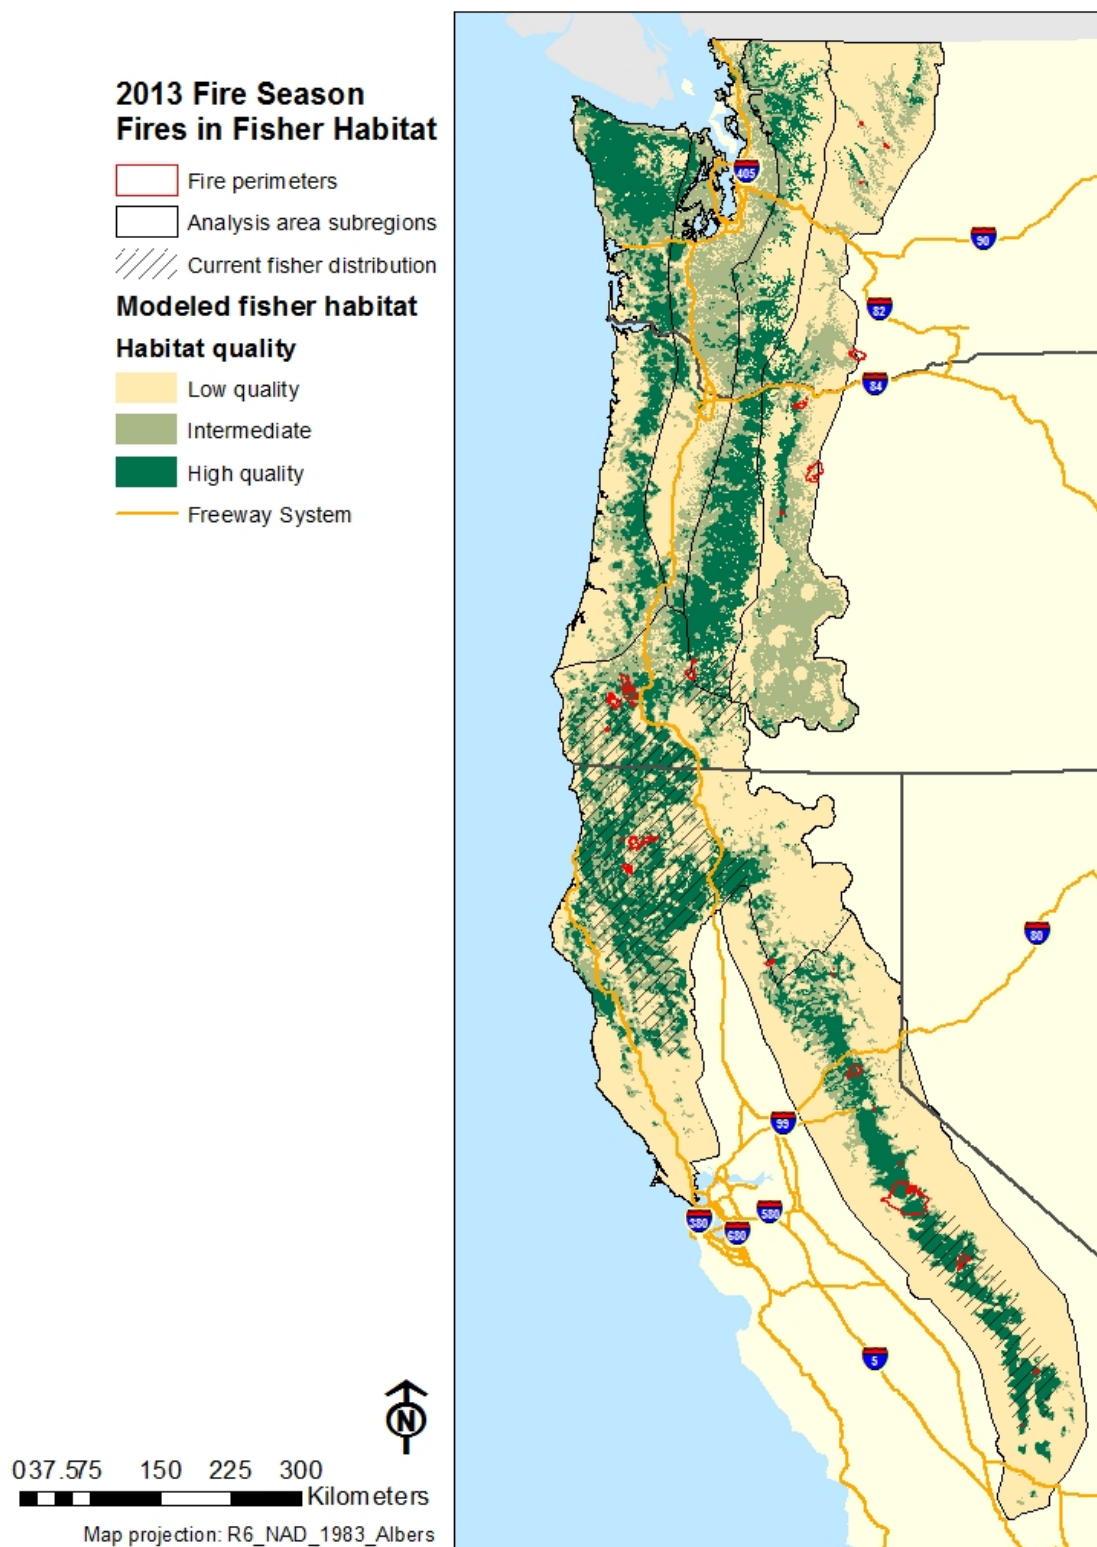 2013 Fire Season
Fires in Fisher Habitat
Fire perimeters
Analysis area subregions
Current fisher distribution
Modeled fisher habitat
Habitat quality
Low quality
Intermediate
High quality
Freeway System
405
90
82
84
80
99
380
580
680
5
N
037.575 150 225 300
Kilometers
Map projection: R6_NAD_1983_Albers